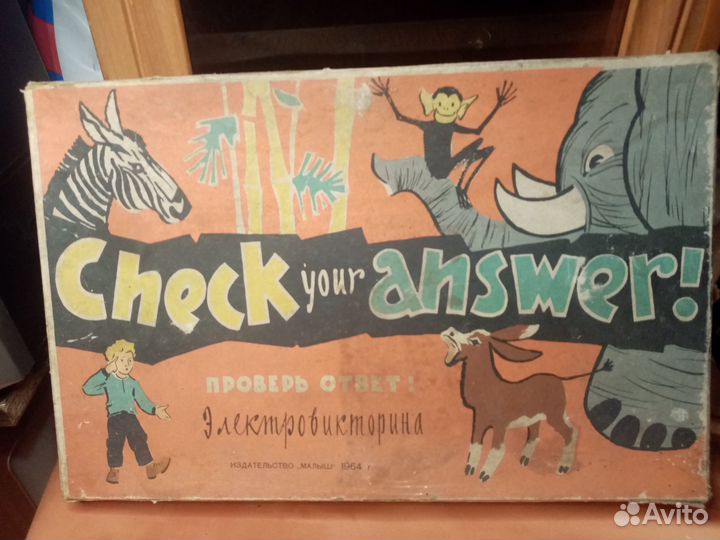 Check your answer!
ПРОВЕРЬ ОТВЕТ!
Электровикторина
ИЗДАТЕЛЬСТВО „МАЛЫШ" 1964 г
Avito